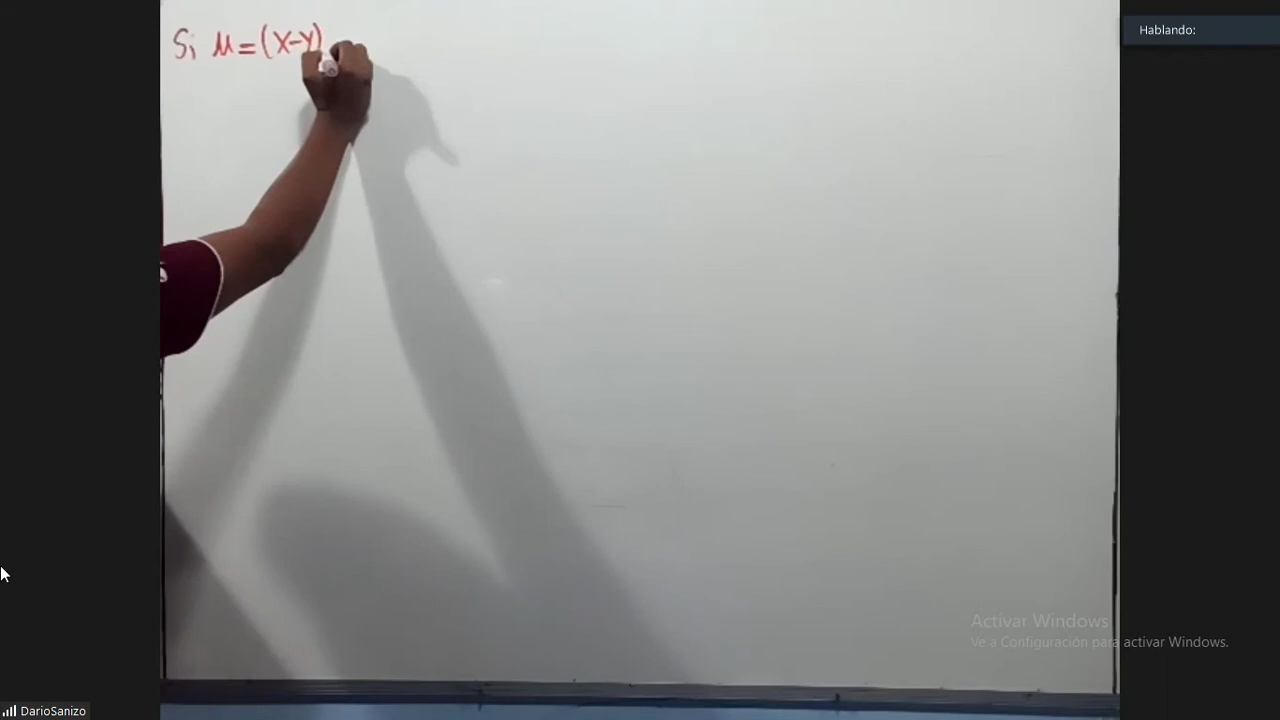 Si μ=(x-y)
Hablando:
Activar Windows
Ve a Configuración para activar Windows.
DarioSanizo